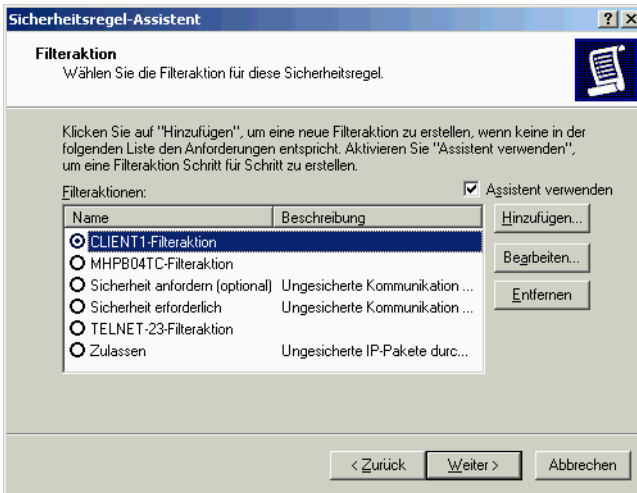 Sicherheitsregel-Assistent
Filteraktion
Wählen Sie die Filteraktion für diese Sicherheitsregel.
Klicken Sie auf "Hinzufügen", um eine neue Filteraktion zu erstellen, wenn keine in der
folgenden Liste den Anforderungen entspricht. Aktivieren Sie "Assistent verwenden",
um eine Filteraktion Schritt für Schritt zu erstellen.
Filteraktionen:
Assistent verwenden
Name Beschreibung
CLIENT1-Filteraktion
MHPB04TC-Filteraktion
Sicherheit anfordern (optional) Ungesicherte Kommunikation ...
Sicherheit erforderlich Ungesicherte Kommunikation ...
TELNET-23-Filteraktion
Zulassen Ungesicherte IP-Pakete durc...
Hinzufügen...
Bearbeiten...
Entfernen
< Zurück Weiter > Abbrechen